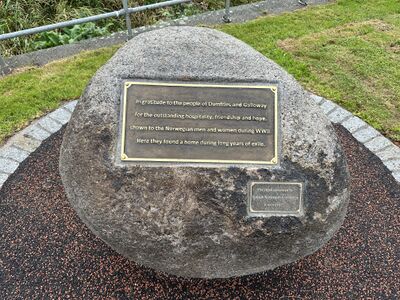 In gratitude to the people of Dumfries and Galloway
for the outstanding hospitality, friendship and hope
shown to the Norwegian men and women during WWII.
Here they found a home during long years of exile.